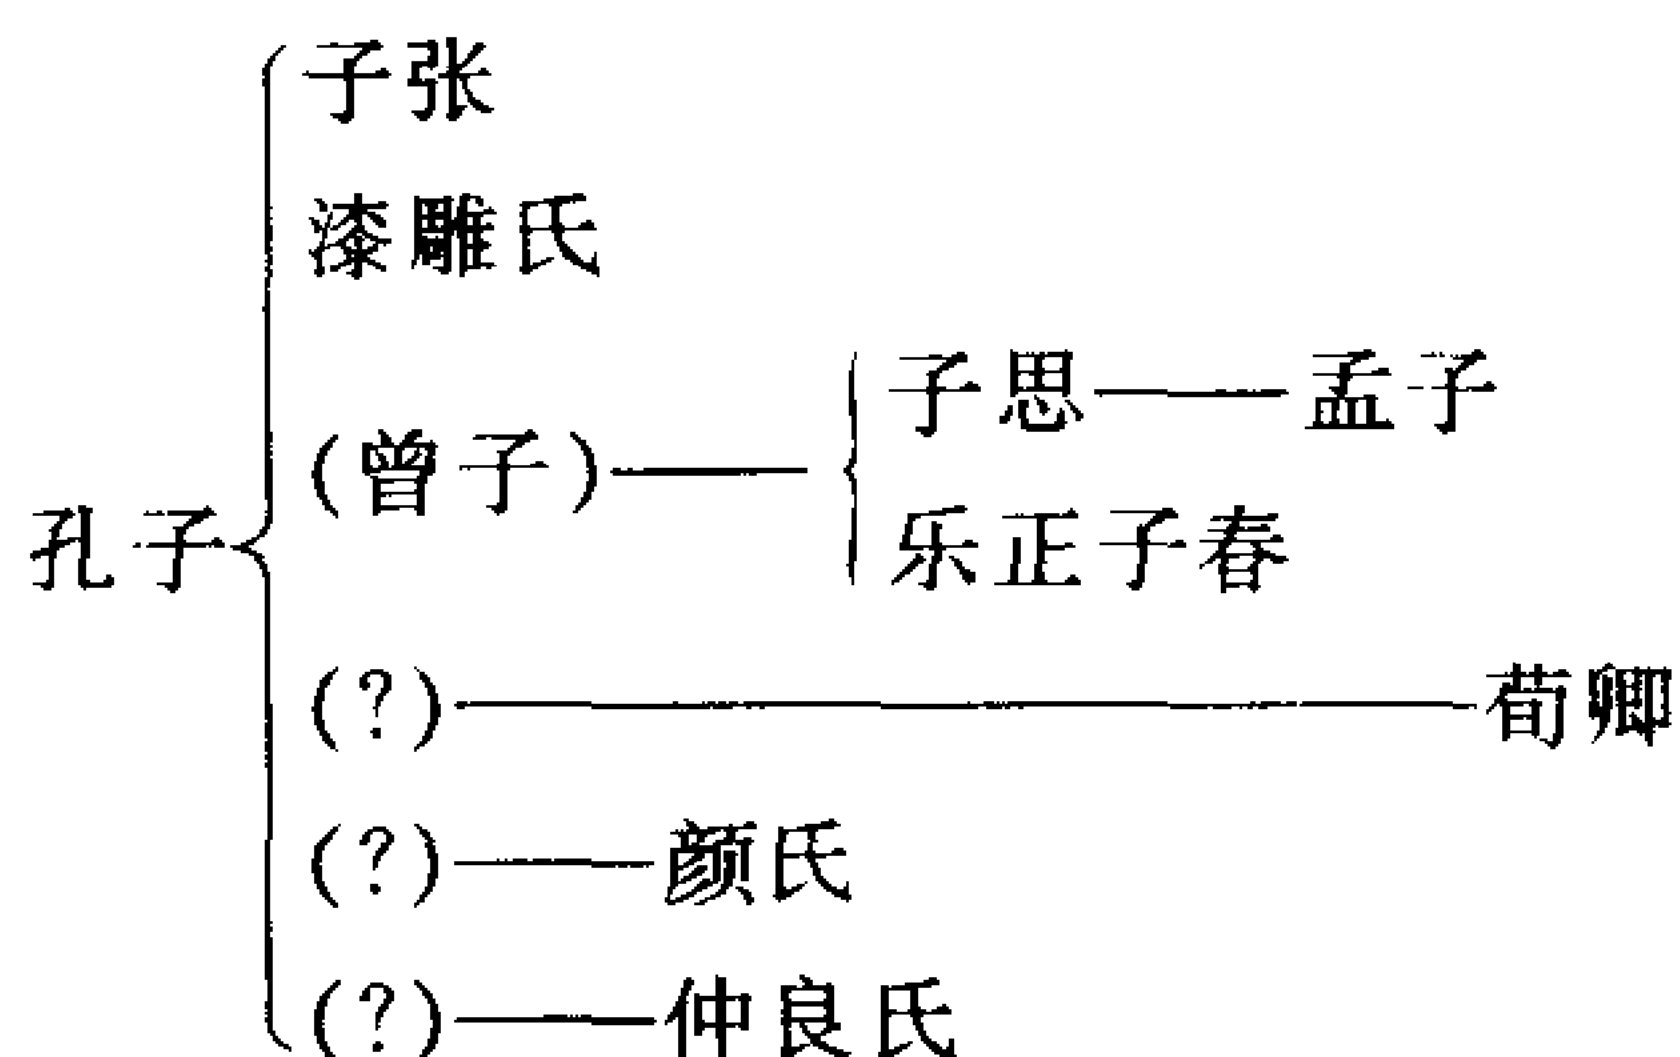 子张
漆雕氏
子思——孟子
(曾子)——
乐正子春
孔子
(?)——荀卿
(?)——颜氏
(?)——仲良氏